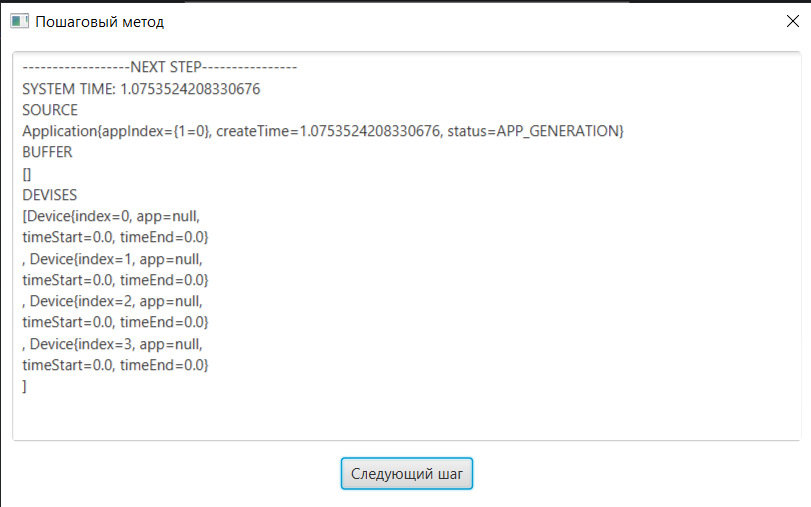 Пошаговый метод
------------------NEXT STEP----------------
SYSTEM TIME: 1.0753524208330676
SOURCE
Application{appIndex={1=0}, createTime=1.0753524208330676, status=APP_GENERATION}
BUFFER
[]
DEVISES
[Device{index=0, app=null,
timeStart=0.0, timeEnd=0.0}
, Device{index=1, app=null,
timeStart=0.0, timeEnd=0.0}
, Device{index=2, app=null,
timeStart=0.0, timeEnd=0.0}
, Device{index=3, app=null,
timeStart=0.0, timeEnd=0.0}
]
Следующий шаг